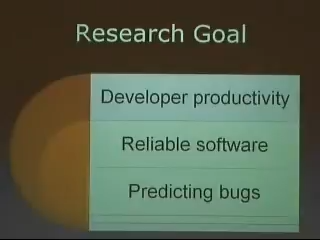 Research Goal
Developer productivity
Reliable software
Predicting bugs